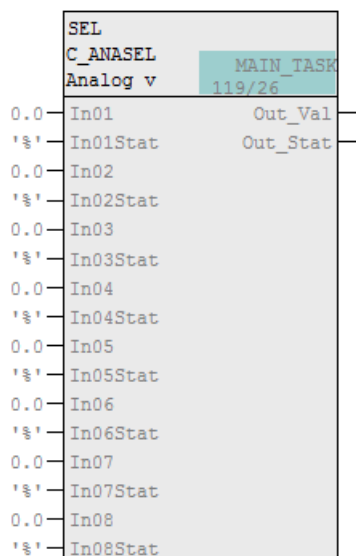 SEL
C_ANASEL MAIN_TASK
Analog v 119/26
0.0 In01 Out_Val
'%' In01Stat Out_Stat
0.0 In02
'%' In02Stat
0.0 In03
'%' In03Stat
0.0 In04
'%' In04Stat
0.0 In05
'%' In05Stat
0.0 In06
'%' In06Stat
0.0 In07
'%' In07Stat
0.0 In08
'%' In08Stat